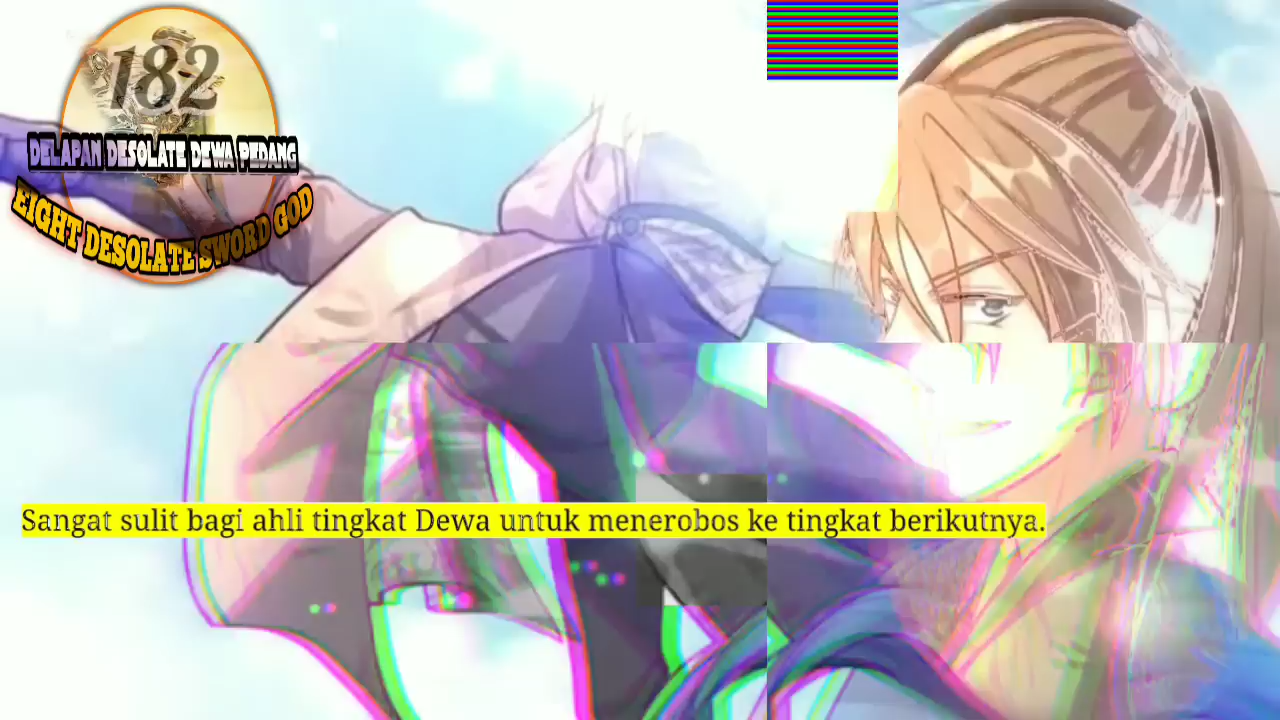 182
DELAPAN DESOLATE DEWA PEDANG
EIGHT DESOLATE SWORD GOD
Sangat sulit bagi ahli tingkat Dewa untuk menerobos ke tingkat berikutnya.